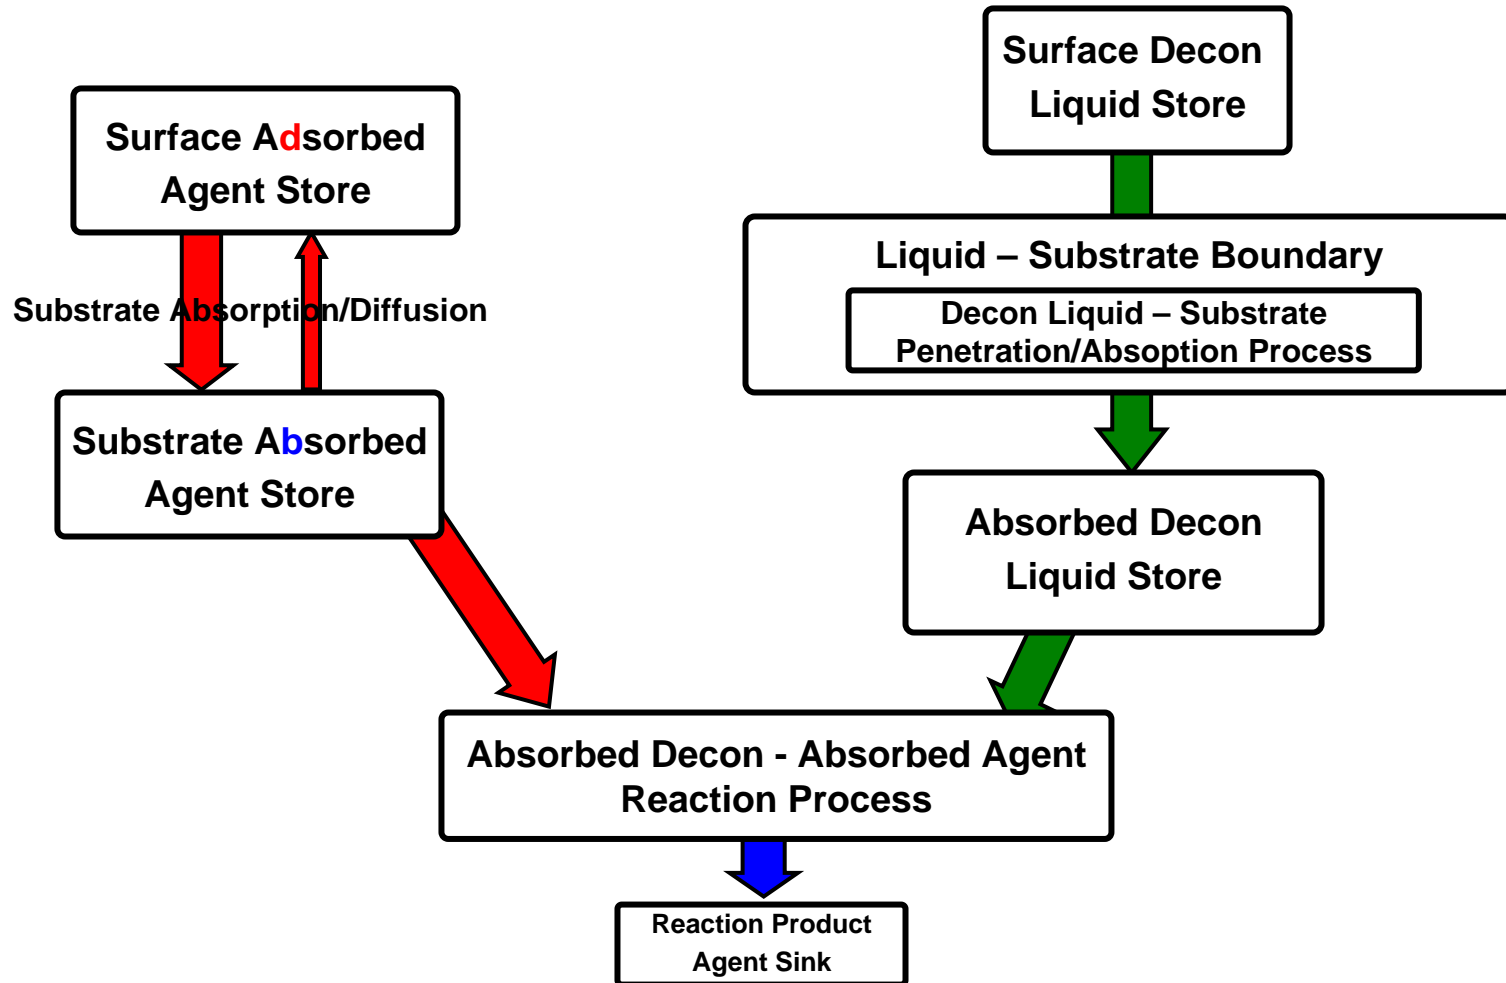 Surface Decon
Liquid Store
Surface Adsorbed
Agent Store
Liquid – Substrate Boundary
Decon Liquid – Substrate
Penetration/Absoption Process
Substrate Absorption/Diffusion
Substrate Absorbed
Agent Store
Absorbed Decon
Liquid Store
Absorbed Decon - Absorbed Agent
Reaction Process
Reaction Product
Agent Sink